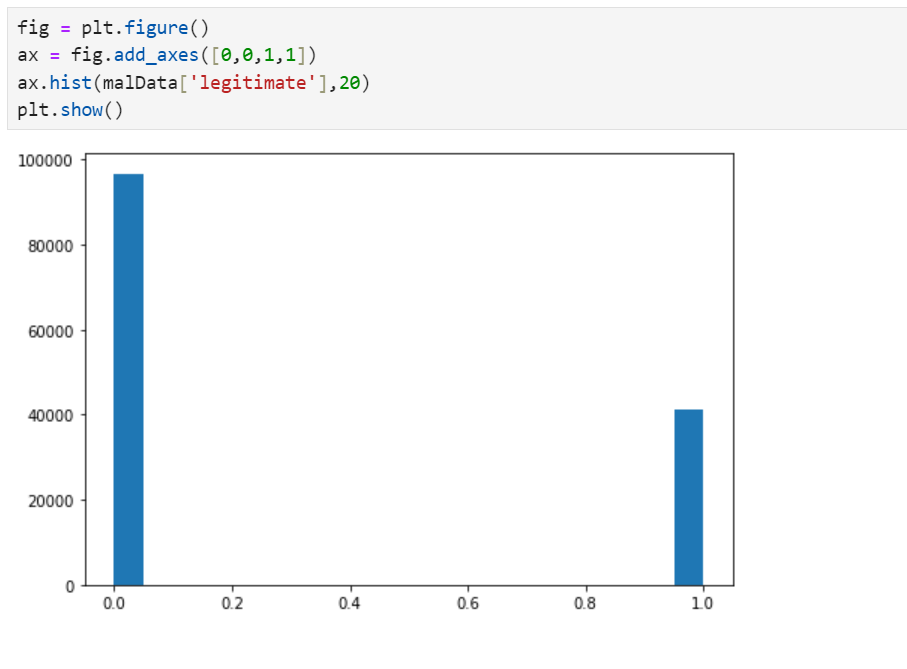 fig = plt.figure()
ax = fig.add_axes([0,0,1,1])
ax.hist(malData['legitimate'],20)
plt.show()
100000
80000
60000
40000
20000
0
0.0 0.2 0.4 0.6 0.8 1.0